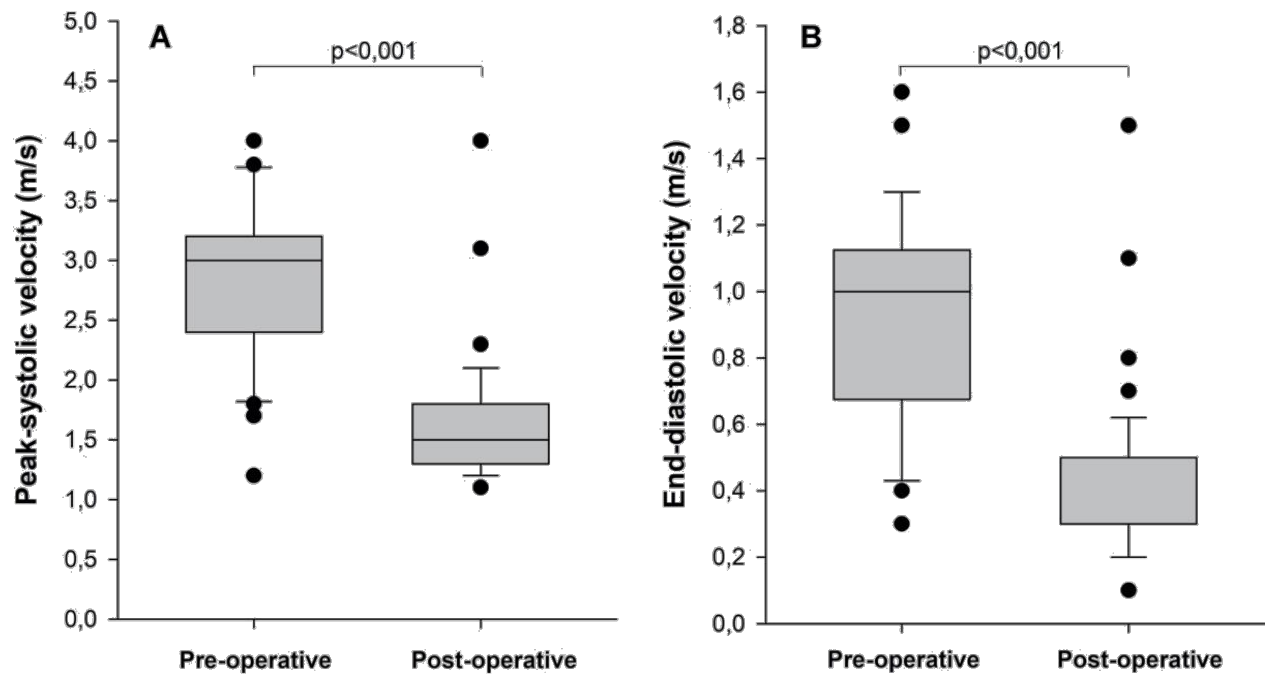 A
p<0,001
Peak-systolic velocity (m/s)
5,0
4,5
4,0
3,5
3,0
2,5
2,0
1,5
1,0
0,5
0,0
Pre-operative Post-operative
B
p<0,001
End-diastolic velocity (m/s)
1,8
1,6
1,4
1,2
1,0
0,8
0,6
0,4
0,2
0,0
Pre-operative Post-operative